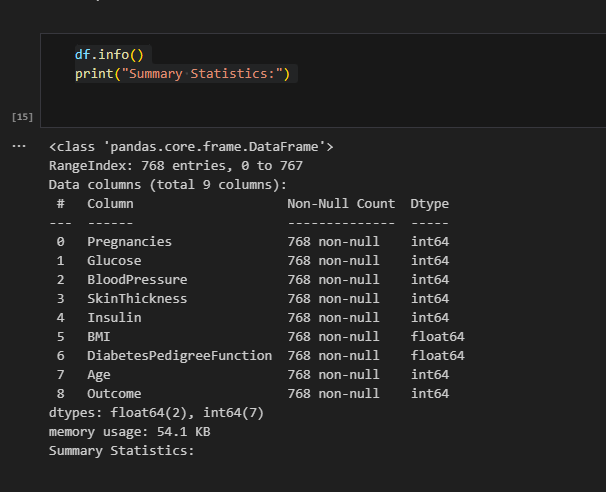 df.info()
print("Summary Statistics:")
[15]
... <class 'pandas.core.frame.DataFrame'>
RangeIndex: 768 entries, 0 to 767
Data columns (total 9 columns):
 #   Column                    Non-Null Count  Dtype
---  ------                    --------------  -----
 0   Pregnancies               768 non-null    int64
 1   Glucose                   768 non-null    int64
 2   BloodPressure             768 non-null    int64
 3   SkinThickness             768 non-null    int64
 4   Insulin                   768 non-null    int64
 5   BMI                       768 non-null    float64
 6   DiabetesPedigreeFunction  768 non-null    float64
 7   Age                       768 non-null    int64
 8   Outcome                   768 non-null    int64
dtypes: float64(2), int64(7)
memory usage: 54.1 KB
Summary Statistics: